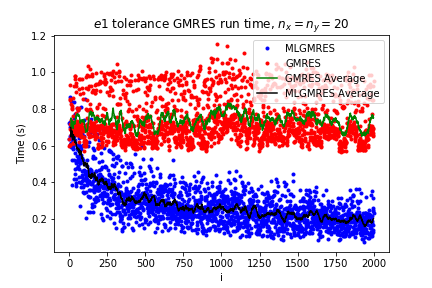 e1 tolerance GMRES run time, nx = ny = 20
MLGMRES
GMRES
GMRES Average
MLGMRES Average
Time (s)
1.2
1.0
0.8
0.6
0.4
0.2
0 250 500 750 1000 1250 1500 1750 2000
i